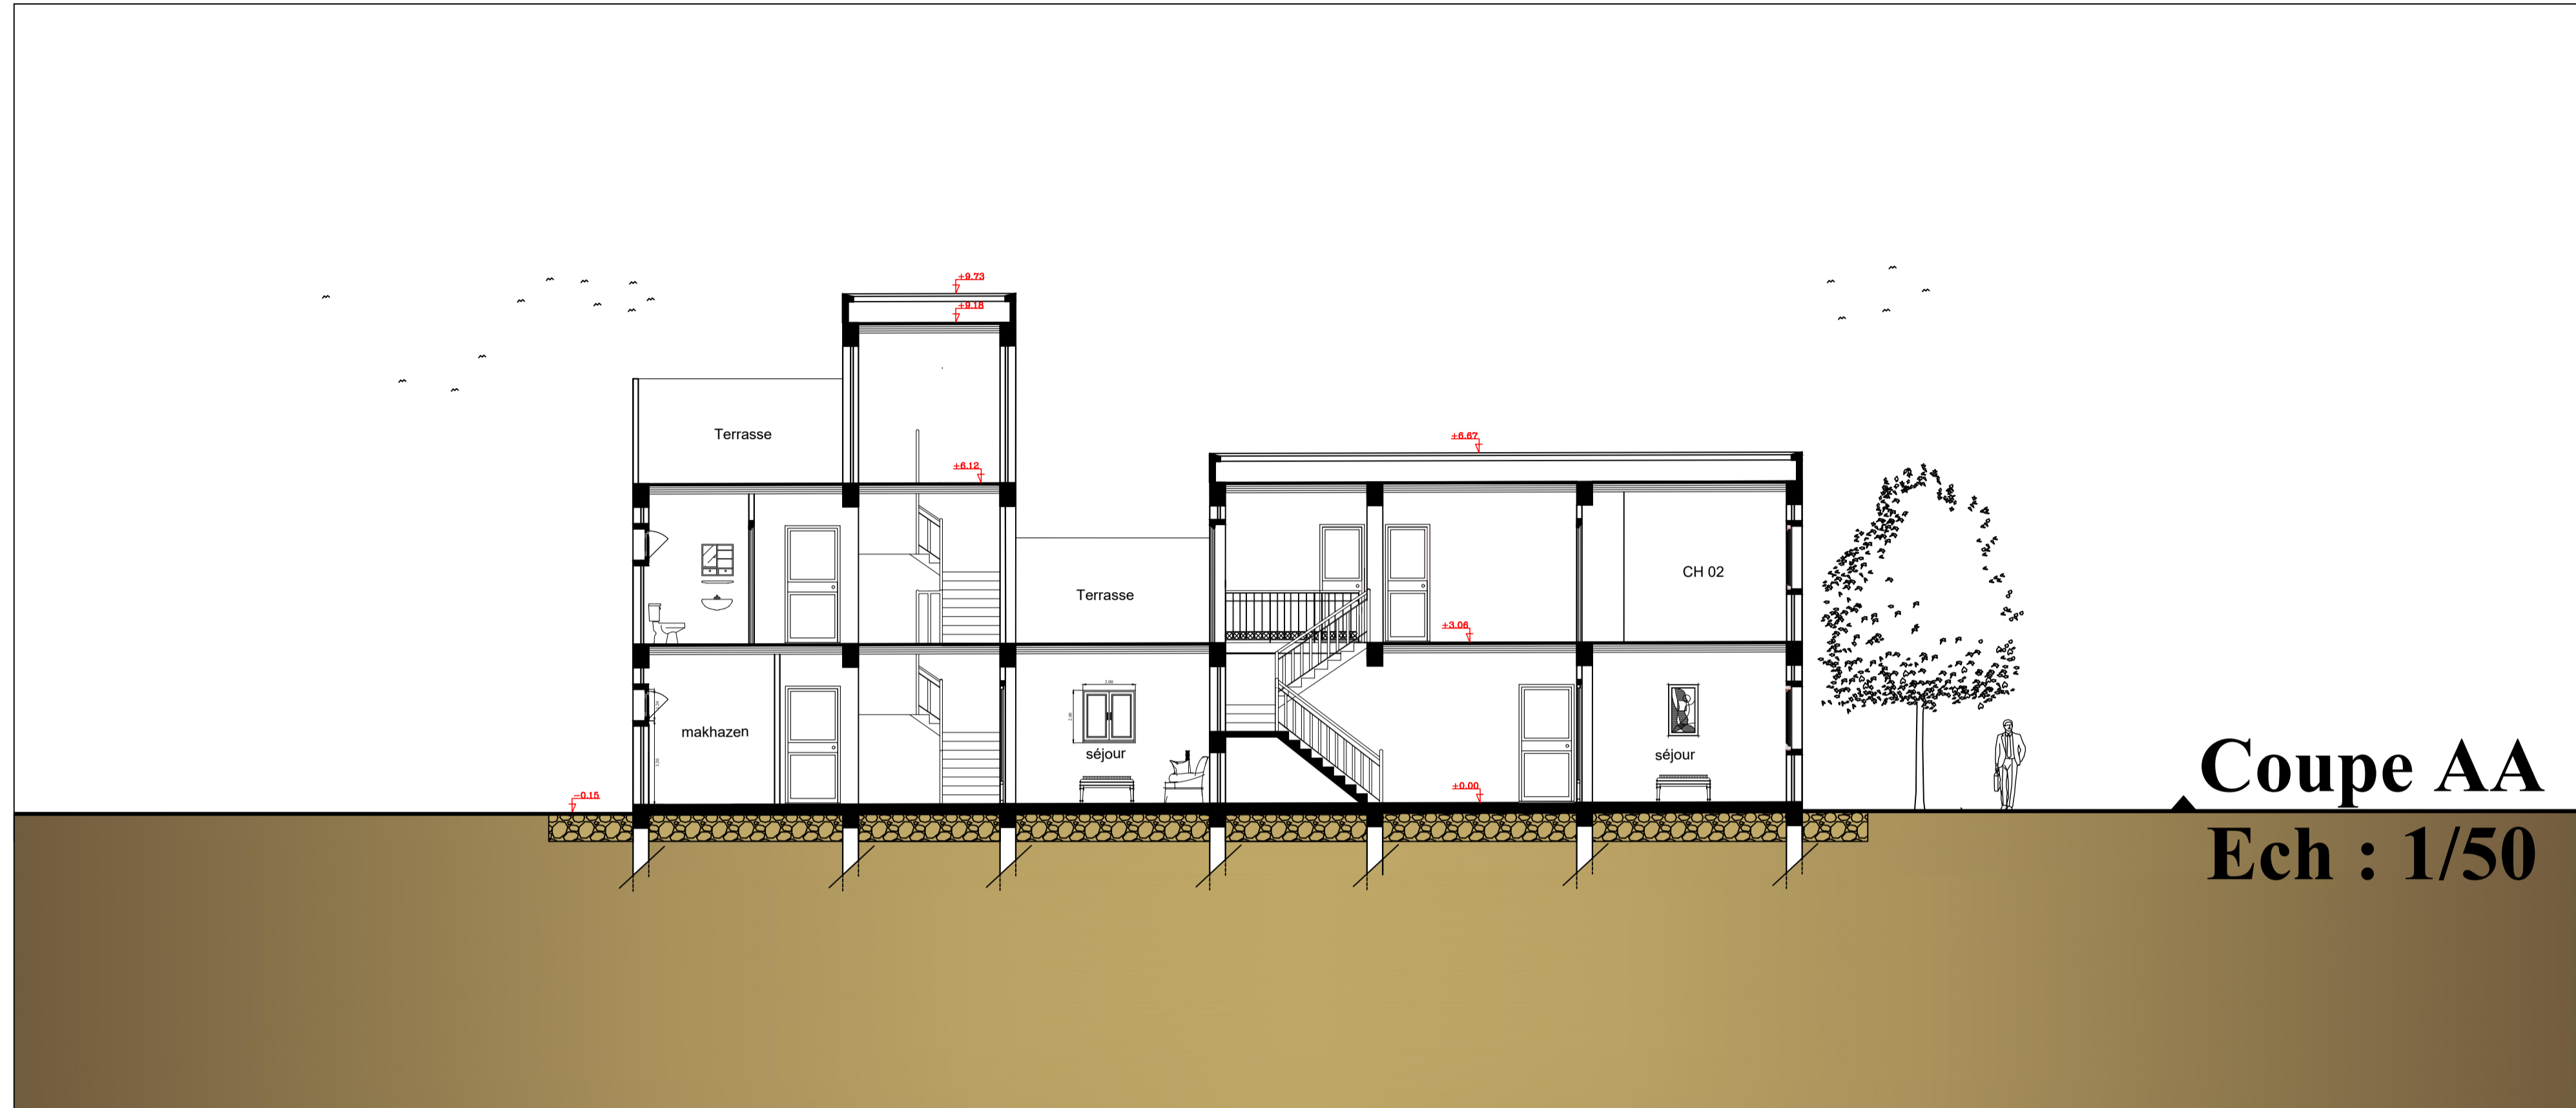 +9.73
+9.18
Terrasse
+6.67
+6.12
CH 02
Terrasse
+3.06
makhazen
séjour
séjour
+0.00
-0.15
Coupe AA
Ech : 1/50